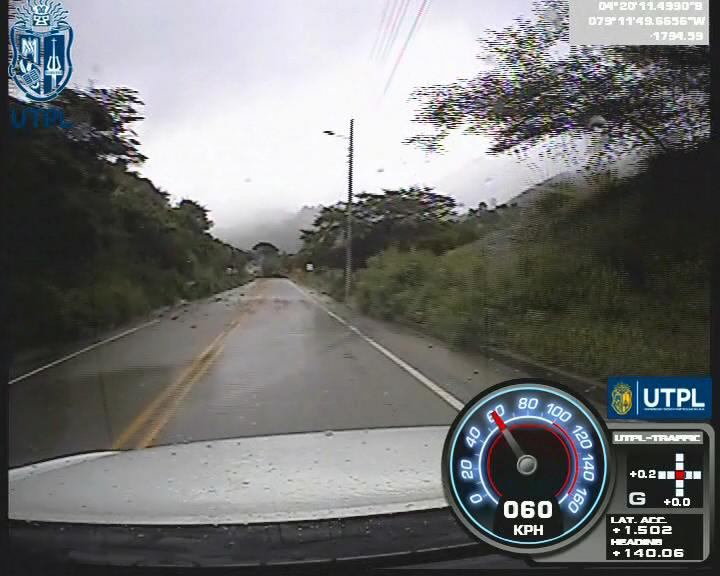 04°20'11.4990"S
079°11'49.6656"W
-1794.59
UTPL
UTPL
UTPL-TRAFFIC
0 20 40 60 80 100 120 140 160
060
KPH
+0.2
G
+0.0
LAT. ACC.
+1.502
HEADING
+140.06